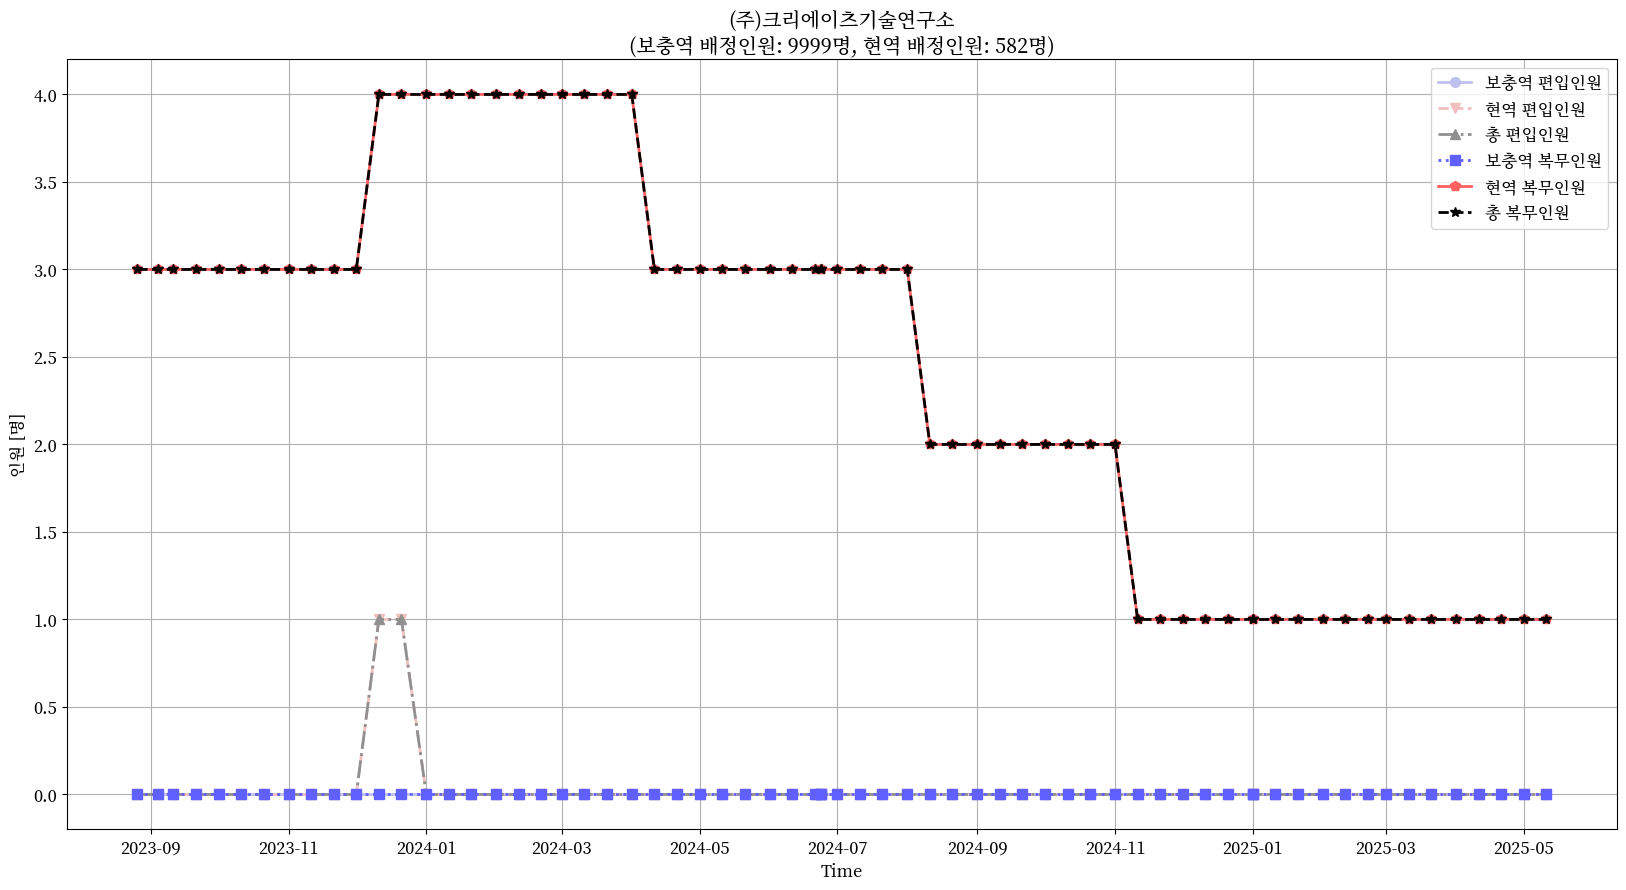 (주)크리에이츠기술연구소
(보충역 배정인원: 9999명, 현역 배정인원: 582명)
보충역 편입인원
현역 편입인원
총 편입인원
보충역 복무인원
현역 복무인원
총 복무인원
4.0
3.5
3.0
2.5
2.0
1.5
1.0
0.5
0.0
인원 [명]
2023-09
2023-11
2024-01
2024-03
2024-05
2024-07
2024-09
2024-11
2025-01
2025-03
2025-05
Time